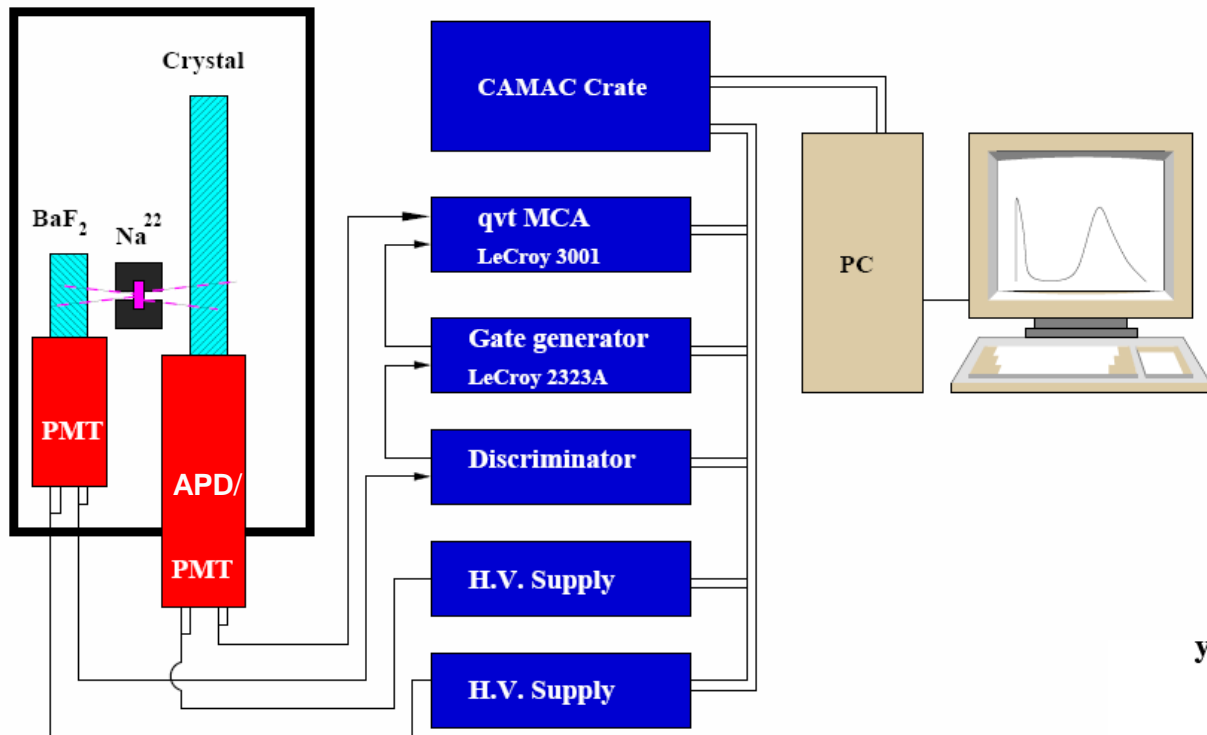 Crystal
BaF2
Na22
PMT
APD/
PMT
CAMAC Crate
qvt MCA
LeCroy 3001
Gate generator
LeCroy 2323A
Discriminator
H.V. Supply
H.V. Supply
PC
y